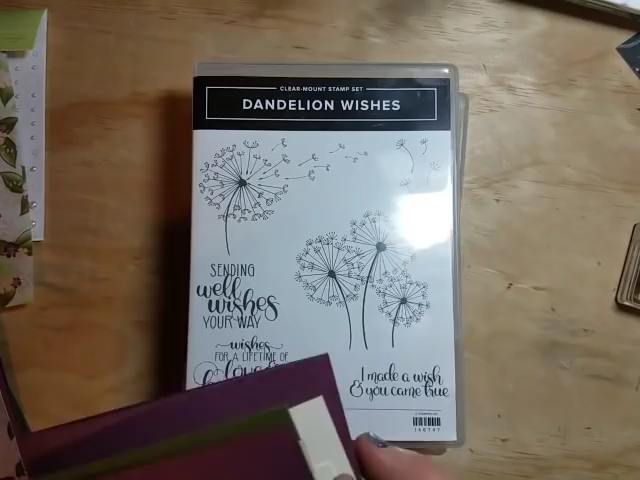 CLEAR-MOUNT STAMP SET
DANDELION WISHES
SENDING
well
wishes
YOUR WAY
wishes
FOR A LIFETIME OF
love
I made a wish
& you came true